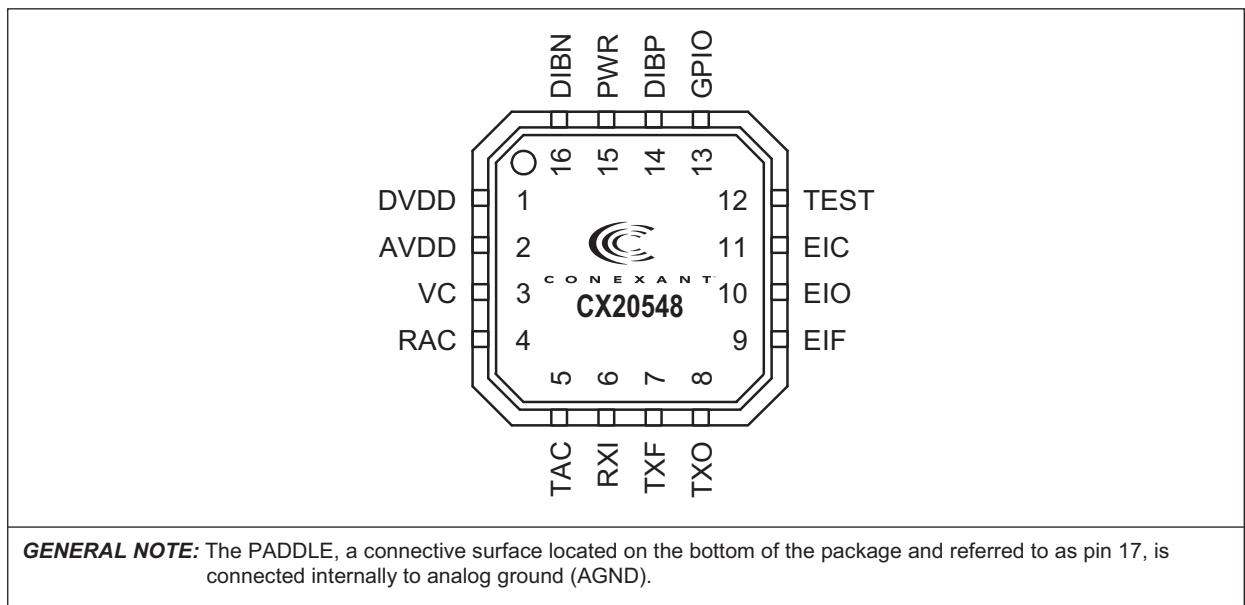 DIBN PWR DIBP GPIO
16 15 14 13
DVDD 1 12 TEST
AVDD 2 11 EIC
VC 3 10 EIO
CONEXANT
CX20548
RAC 4 9 EIF
5 6 7 8
TAC RXI TXF TXO
GENERAL NOTE: The PADDLE, a connective surface located on the bottom of the package and referred to as pin 17, is
connected internally to analog ground (AGND).